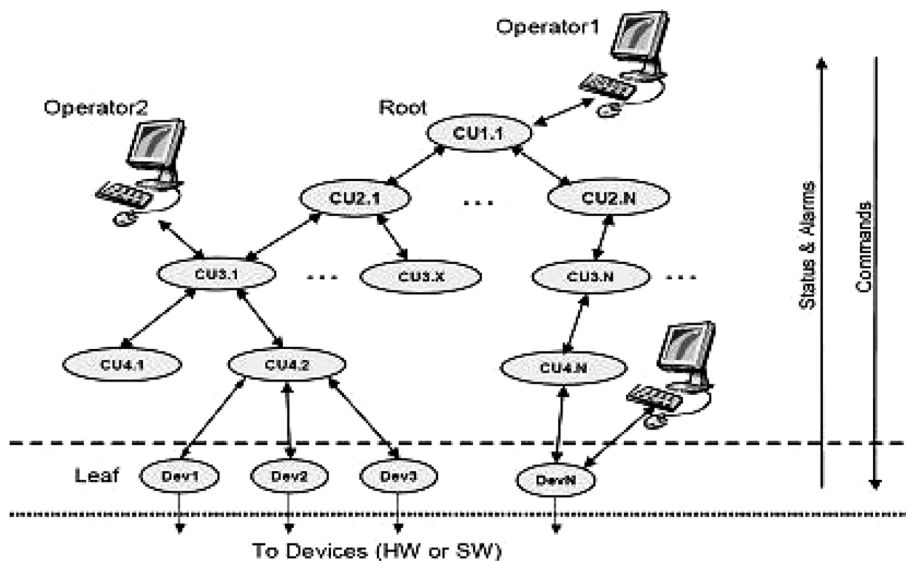 Operator1
Operator2
Root
CU1.1
CU2.1
...
CU2.N
CU3.1
...
CU3.X
CU3.N
...
CU4.1
CU4.2
CU4.N
Status & Alarms
Commands
Leaf
Dev1
Dev2
Dev3
DevN
To Devices (HW or SW)